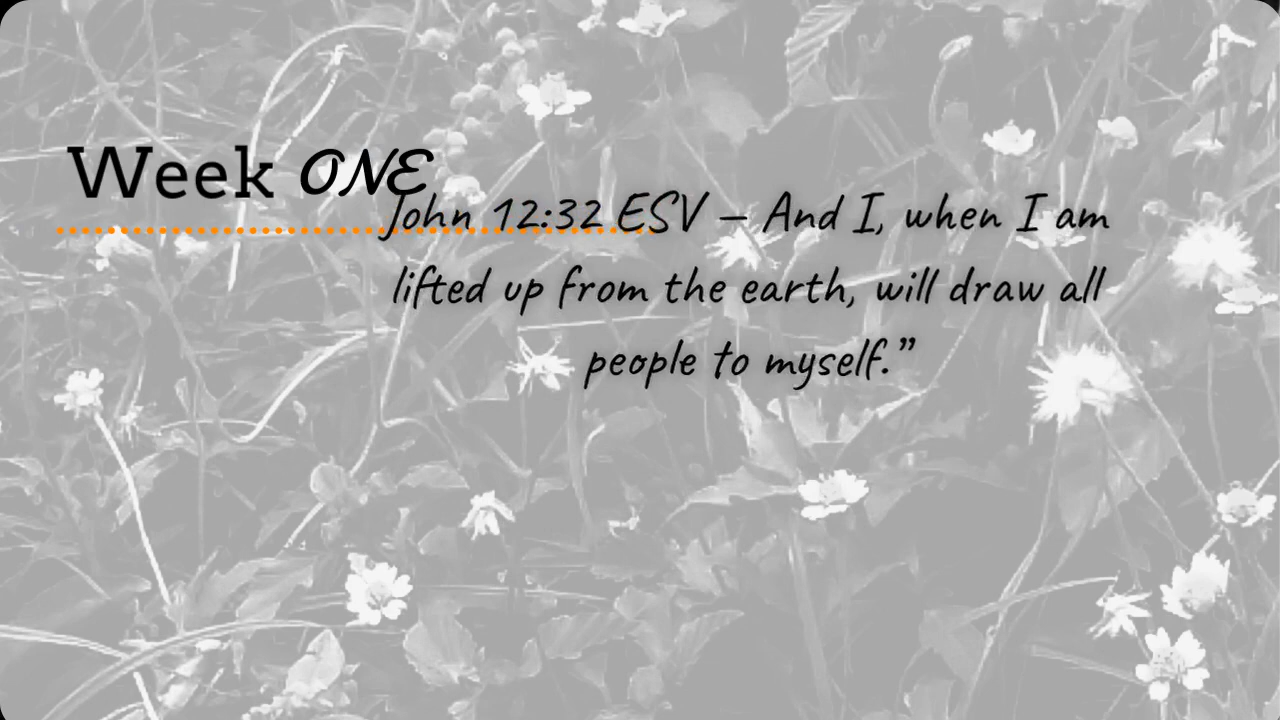 Week ONE
John 12:32 ESV – And I, when I am
lifted up from the earth, will draw all
people to myself.”